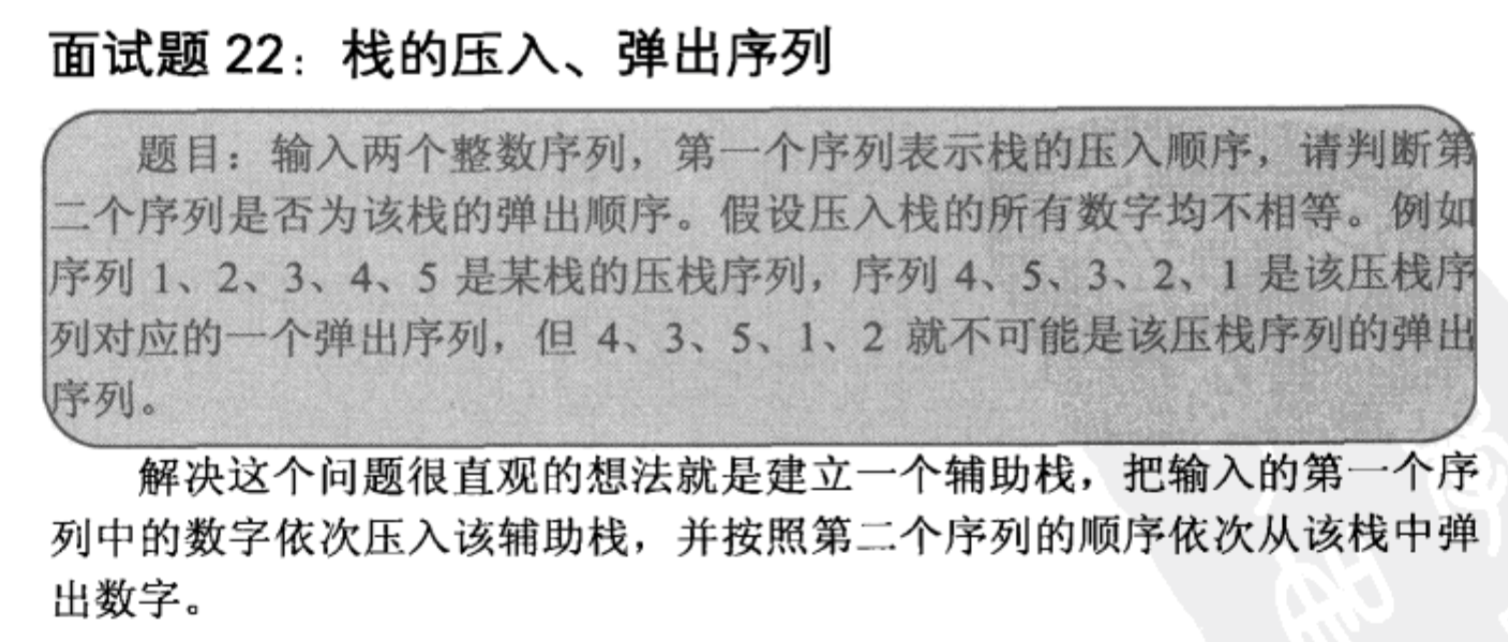 面试题 22：栈的压入、弹出序列
题目：输入两个整数序列，第一个序列表示栈的压入顺序，请判断第
二个序列是否为该栈的弹出顺序。假设压入栈的所有数字均不相等。例如
序列 1、2、3、4、5 是某栈的压栈序列，序列 4、5、3、2、1 是该压栈序
列对应的一个弹出序列，但 4、3、5、1、2 就不可能是该压栈序列的弹出
序列。
解决这个问题很直观的想法就是建立一个辅助栈，把输入的第一个序
列中的数字依次压入该辅助栈，并按照第二个序列的顺序依次从该栈中弹
出数字。